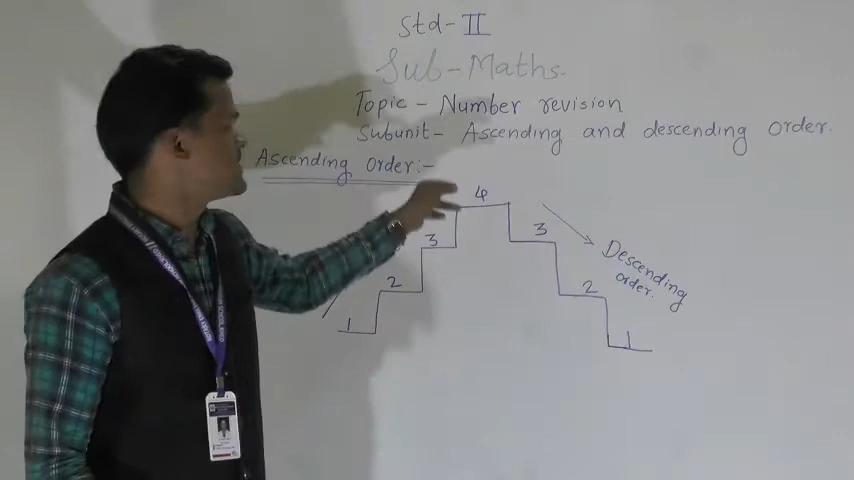 Std-II
Sub-Maths.
Topic - Number revision
Subunit- Ascending and descending order.
Ascending Order:-
4
3
3
2
2
1
1
Descending
order.